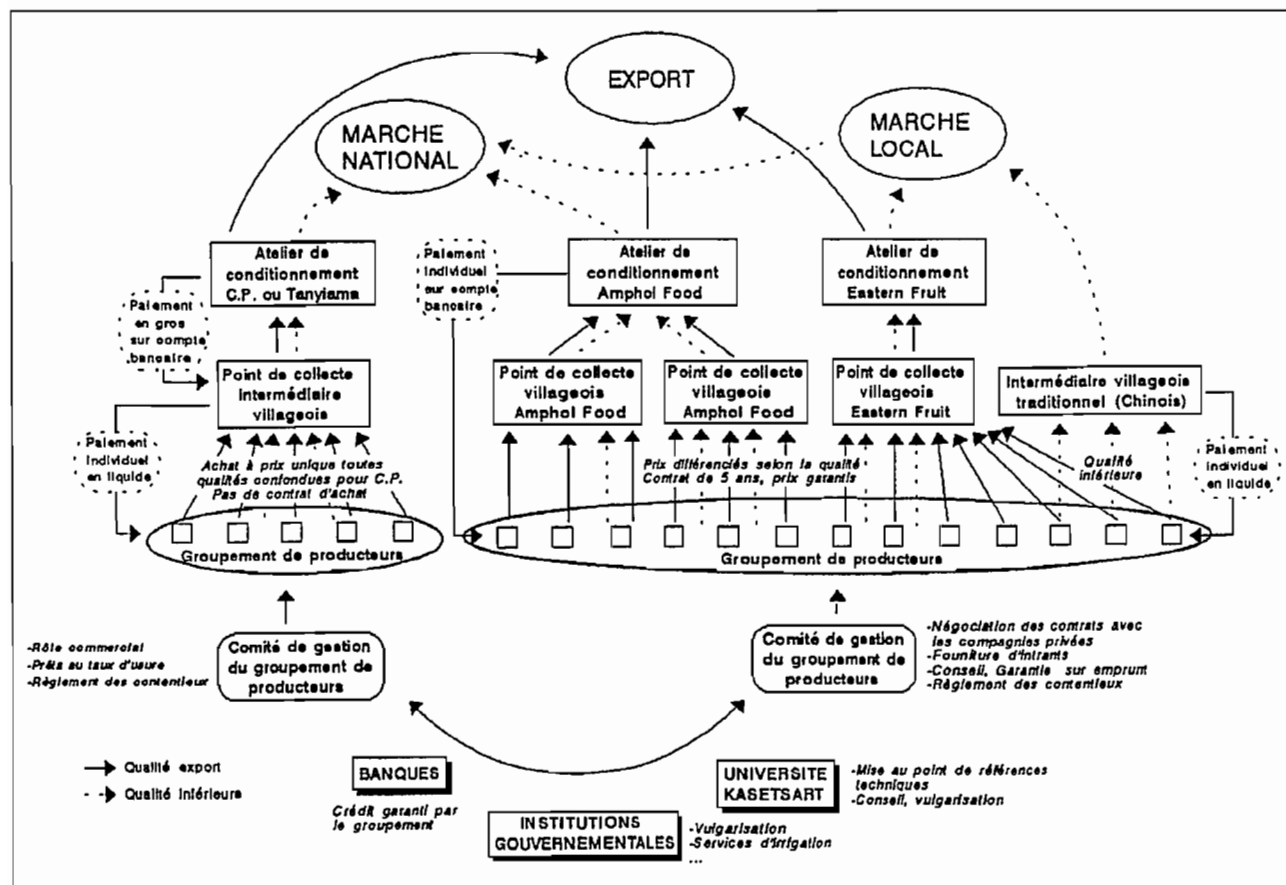 EXPORT
MARCHE
NATIONAL
MARCHE
LOCAL
Atelier de
conditionnement
C.P. ou Tanyiama
Paiement
individuel
sur compte
bancaire
Atelier de
conditionnement
Amphol Food
Atelier de
conditionnement
Eastern Fruit
Paiement
en gros
sur compte
bancaire
Point de collecte
Intermédiaire
villageois
Point de collecte
villageois
Amphol Food
Point de collecte
villageois
Amphol Food
Point de collecte
villageois
Eastern Fruit
Intermédiaire villageois
traditionnel (Chinois)
Paiement
individuel
en liquide
Achat à prix unique toutes
qualités confondues pour C.P.
Pas de contrat d'achat
Prix différenciés selon la qualité
Contrat de 5 ans, prix garantis
Qualité
inférieure
Paiement
individuel
en liquide
Groupement de producteurs
Groupement de producteurs
-Rôle commercial
-Prêts au taux d'usure
-Règlement des contentieux
Comité de gestion
du groupement de
producteurs
Comité de gestion
du groupement de
producteurs
-Négociation des contrats avec
les compagnies privées
-Founiture d'intrants
-Conseil, Garantie sur emprunt
-Règlement des contentieux
Qualité export
Qualité inférieure
BANQUES
Crédit garanti par
le groupement
INSTITUTIONS
GOUVERNEMENTALES
-Vulgarisation
-Services d'irrigation
...
UNIVERSITE
KASETSART
-Mise au point de références
techniques
-Conseil, vulgarisation